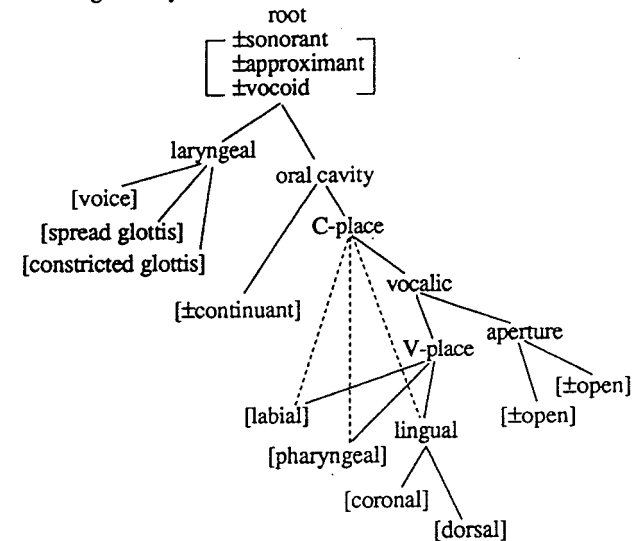 root
±sonorant
±approximant
±vocoid
laryngeal
oral cavity
[voice]
[spread glottis]
[constricted glottis]
C-place
[±continuant]
vocalic
V-place
aperture
[±open]
[±open]
[labial]
lingual
[pharyngeal]
[coronal]
[dorsal]